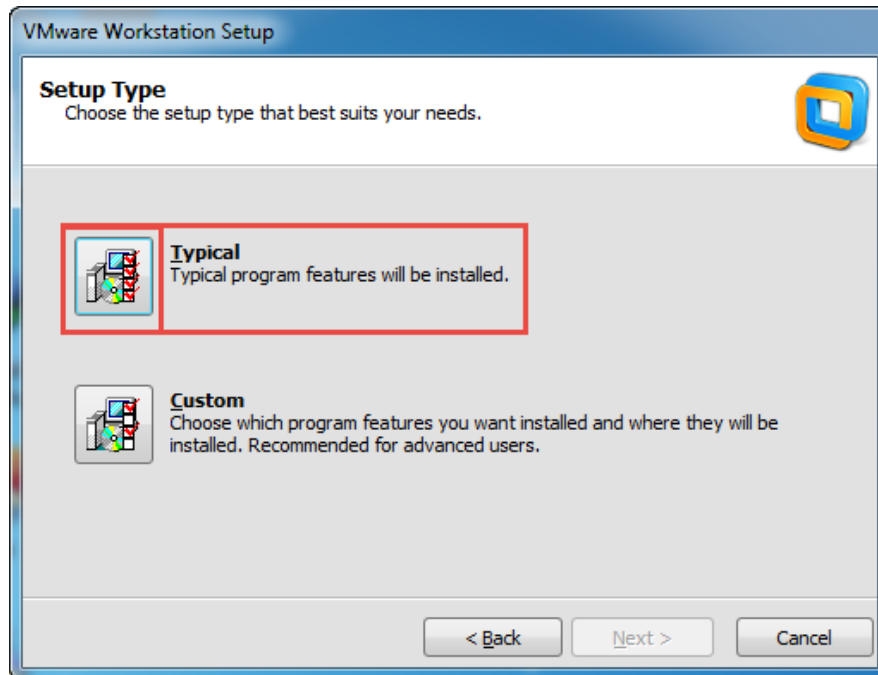 VMware Workstation Setup
Setup Type
Choose the setup type that best suits your needs.
Typical
Typical program features will be installed.
Custom
Choose which program features you want installed and where they will be
installed. Recommended for advanced users.
< Back Next > Cancel